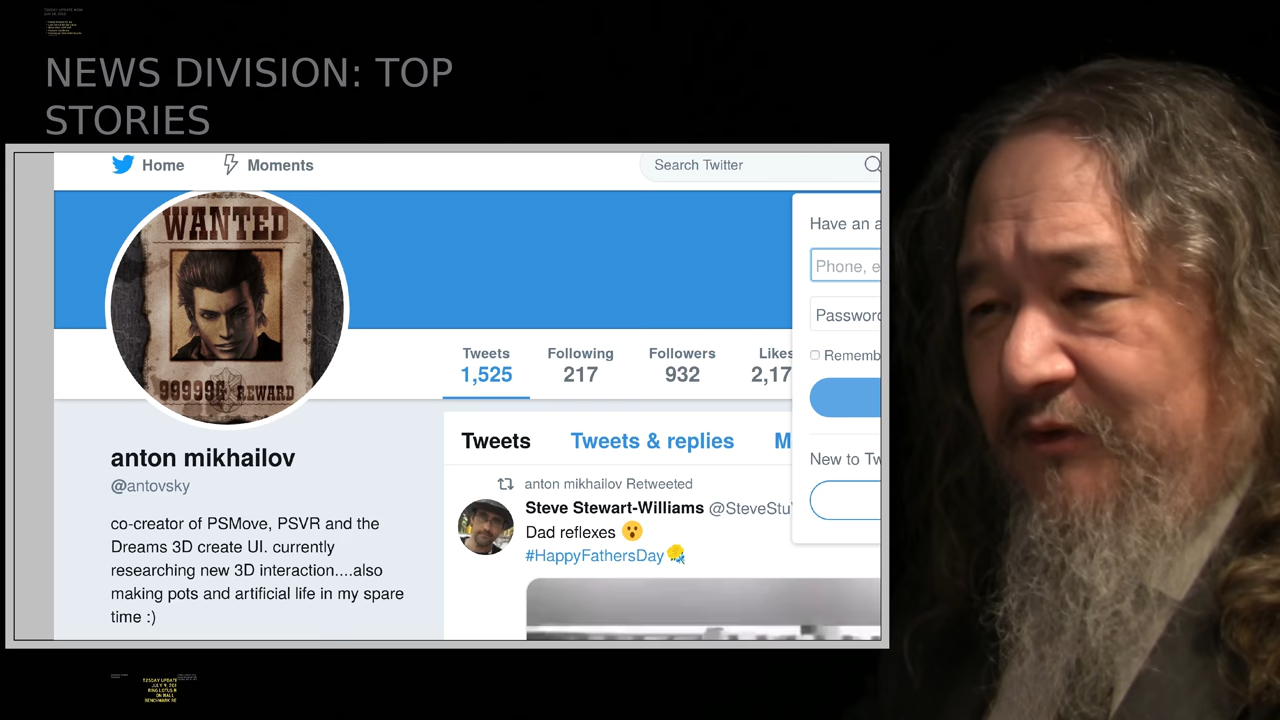 NEWS DIVISION: TOP
STORIES
Home
Moments
Search Twitter
WANTED
REWARD
Have an a
Phone, e
Password
Rememb
Tweets
Following
Followers
Likes
1,525
217
932
2,17
Tweets
Tweets & replies
M
New to Tw
anton mikhailov
@antovsky
co-creator of PSMove, PSVR and the
Dreams 3D create UI. currently
researching new 3D interaction....also
making pots and artificial life in my spare
time :)
anton mikhailov Retweeted
Steve Stewart-Williams @SteveStu
Dad reflexes 😮
#HappyFathersDay